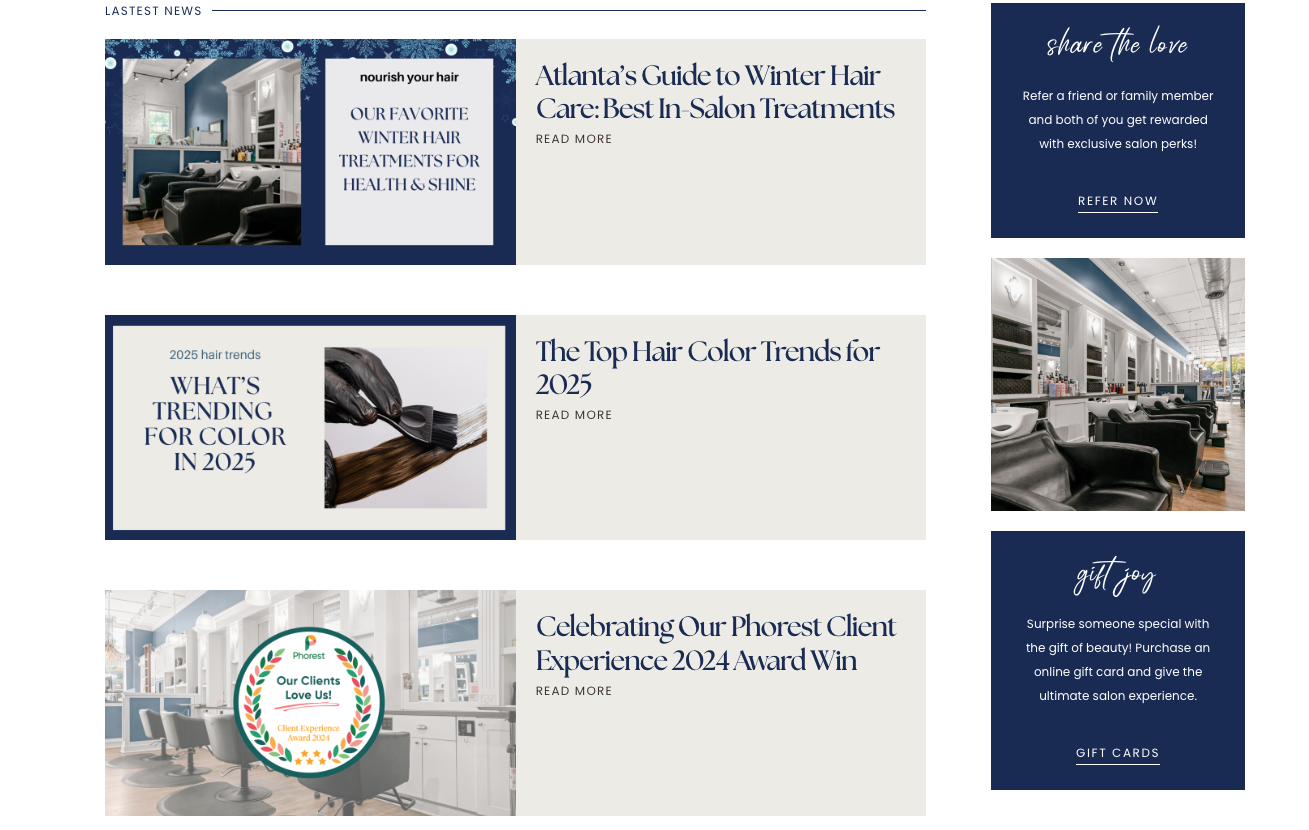 LASTEST NEWS
nourish your hair
OUR FAVORITE
WINTER HAIR
TREATMENTS FOR
HEALTH & SHINE
Atlanta's Guide to Winter Hair
Care: Best In-Salon Treatments
READ MORE
2025 hair trends
WHAT'S
TRENDING
FOR COLOR
IN 2025
The Top Hair Color Trends for
2025
READ MORE
Phorest
Our Clients
Love Us!
Client Experience
Award 2024
Celebrating Our Phorest Client
Experience 2024 Award Win
READ MORE
share the love
Refer a friend or family member
and both of you get rewarded
with exclusive salon perks!
REFER NOW
gift joy
Surprise someone special with
the gift of beauty! Purchase an
online gift card and give the
ultimate salon experience.
GIFT CARDS